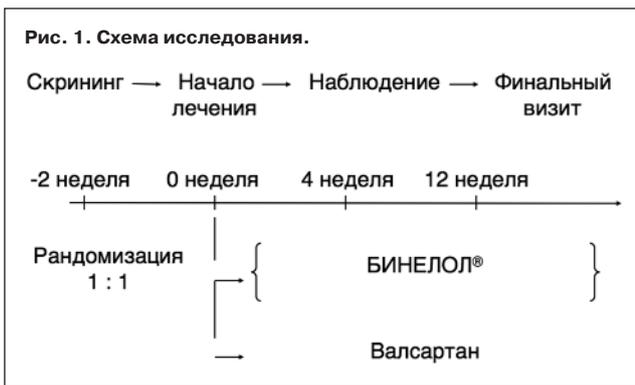 Рис. 1. Схема исследования.
Скрининг → Начало лечения → Наблюдение → Финальный визит
-2 неделя 0 неделя 4 неделя 12 неделя
Рандомизация
1 : 1
БИНЕЛОЛ®
Валсартан